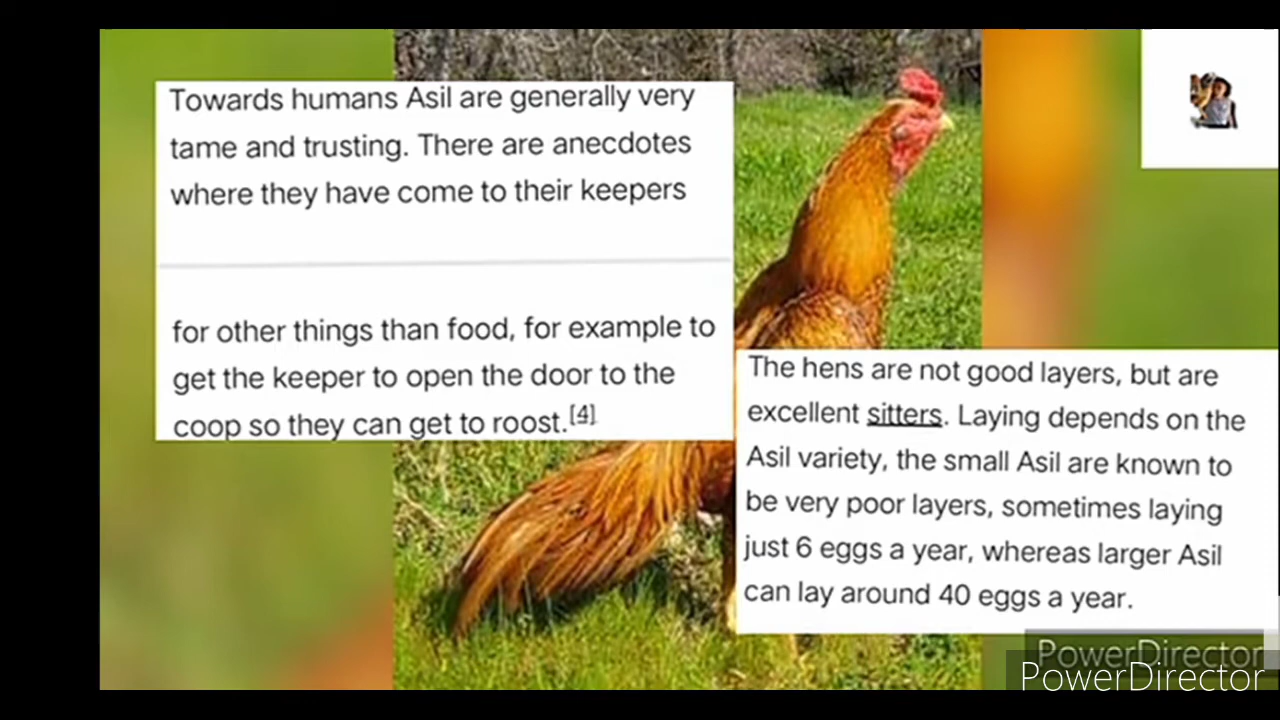 Towards humans Asil are generally very
tame and trusting. There are anecdotes
where they have come to their keepers
for other things than food, for example to
get the keeper to open the door to the
coop so they can get to roost.[4]
The hens are not good layers, but are
excellent sitters. Laying depends on the
Asil variety, the small Asil are known to
be very poor layers, sometimes laying
just 6 eggs a year, whereas larger Asil
can lay around 40 eggs a year.
PowerDirector
PowerDirector